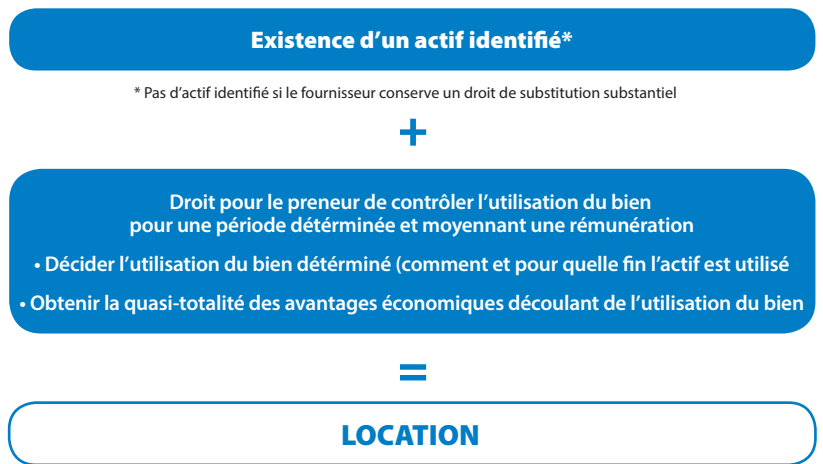 Existence d’un actif identifié*
* Pas d’actif identifié si le fournisseur conserve un droit de substitution substantiel
+
Droit pour le preneur de contrôler l’utilisation du bien
pour une période détérminée et moyennant une rémunération
• Décider l’utilisation du bien détérminé (comment et pour quelle fin l’actif est utilisé
• Obtenir la quasi-totalité des avantages économiques découlant de l’utilisation du bien
=
LOCATION